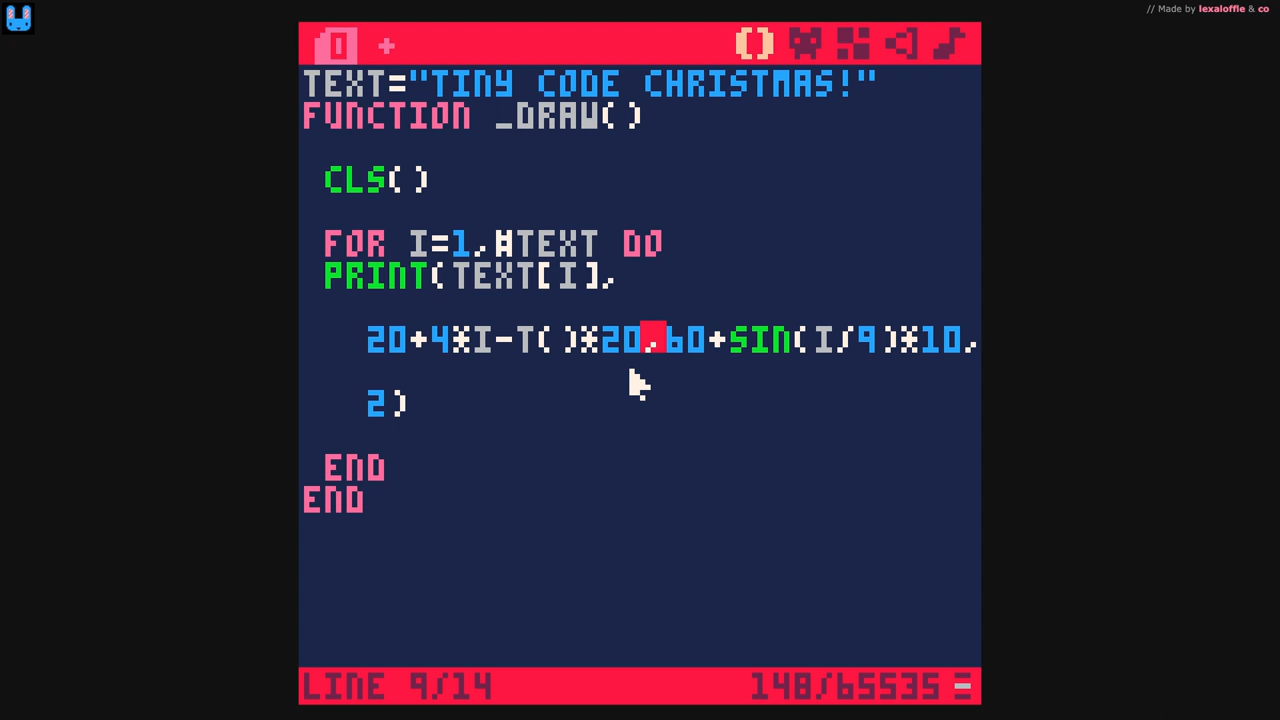 // Made by lexaloffle & co
0 +
TEXT="TINY CODE CHRISTMAS!"
FUNCTION _DRAW()
CLS()
FOR I=1,#TEXT DO
PRINT(TEXT[I],
20+4*I-T()*20,60+SIN(I/9)*10,
2)
END
END
LINE 9/14 148/65535